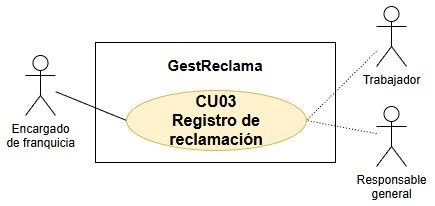 GestReclama
CU03
Registro de
reclamación
Encargado
de franquicia
Trabajador
Responsable
general